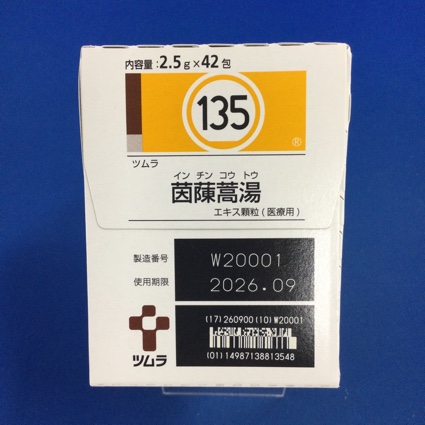 内容量:2.5g×42包
135
®
ツムラ
インチンコウトウ
茵蔯蒿湯
エキス顆粒(医療用)
製造番号 W20001
使用期限 2026.09
(17)260900(10)W20001
(01)14987138813548
ツムラ